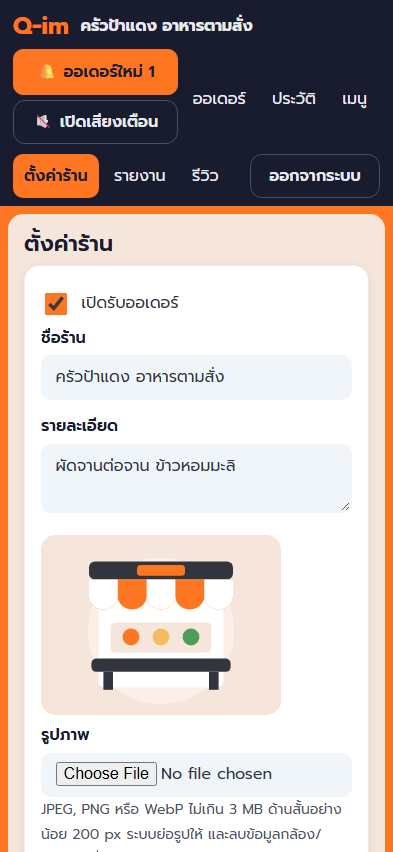 Q-im ครัวป้าแดง อาหารตามสั่ง
ออเดอร์ใหม่ 1
เปิดเสียงเตือน
ออเดอร์ ประวัติ เมนู
ตั้งค่าร้าน รายงาน รีวิว ออกจากระบบ
ตั้งค่าร้าน
เปิดรับออเดอร์
ชื่อร้าน
ครัวป้าแดง อาหารตามสั่ง
รายละเอียด
ผัดจานต่อจาน ข้าวหอมมะลิ
รูปภาพ
Choose File No file chosen
JPEG, PNG หรือ WebP ไม่เกิน 3 MB ด้านสั้นอย่าง
น้อย 200 px ระบบย่อรูปให้ และลบข้อมูลกล้อง/